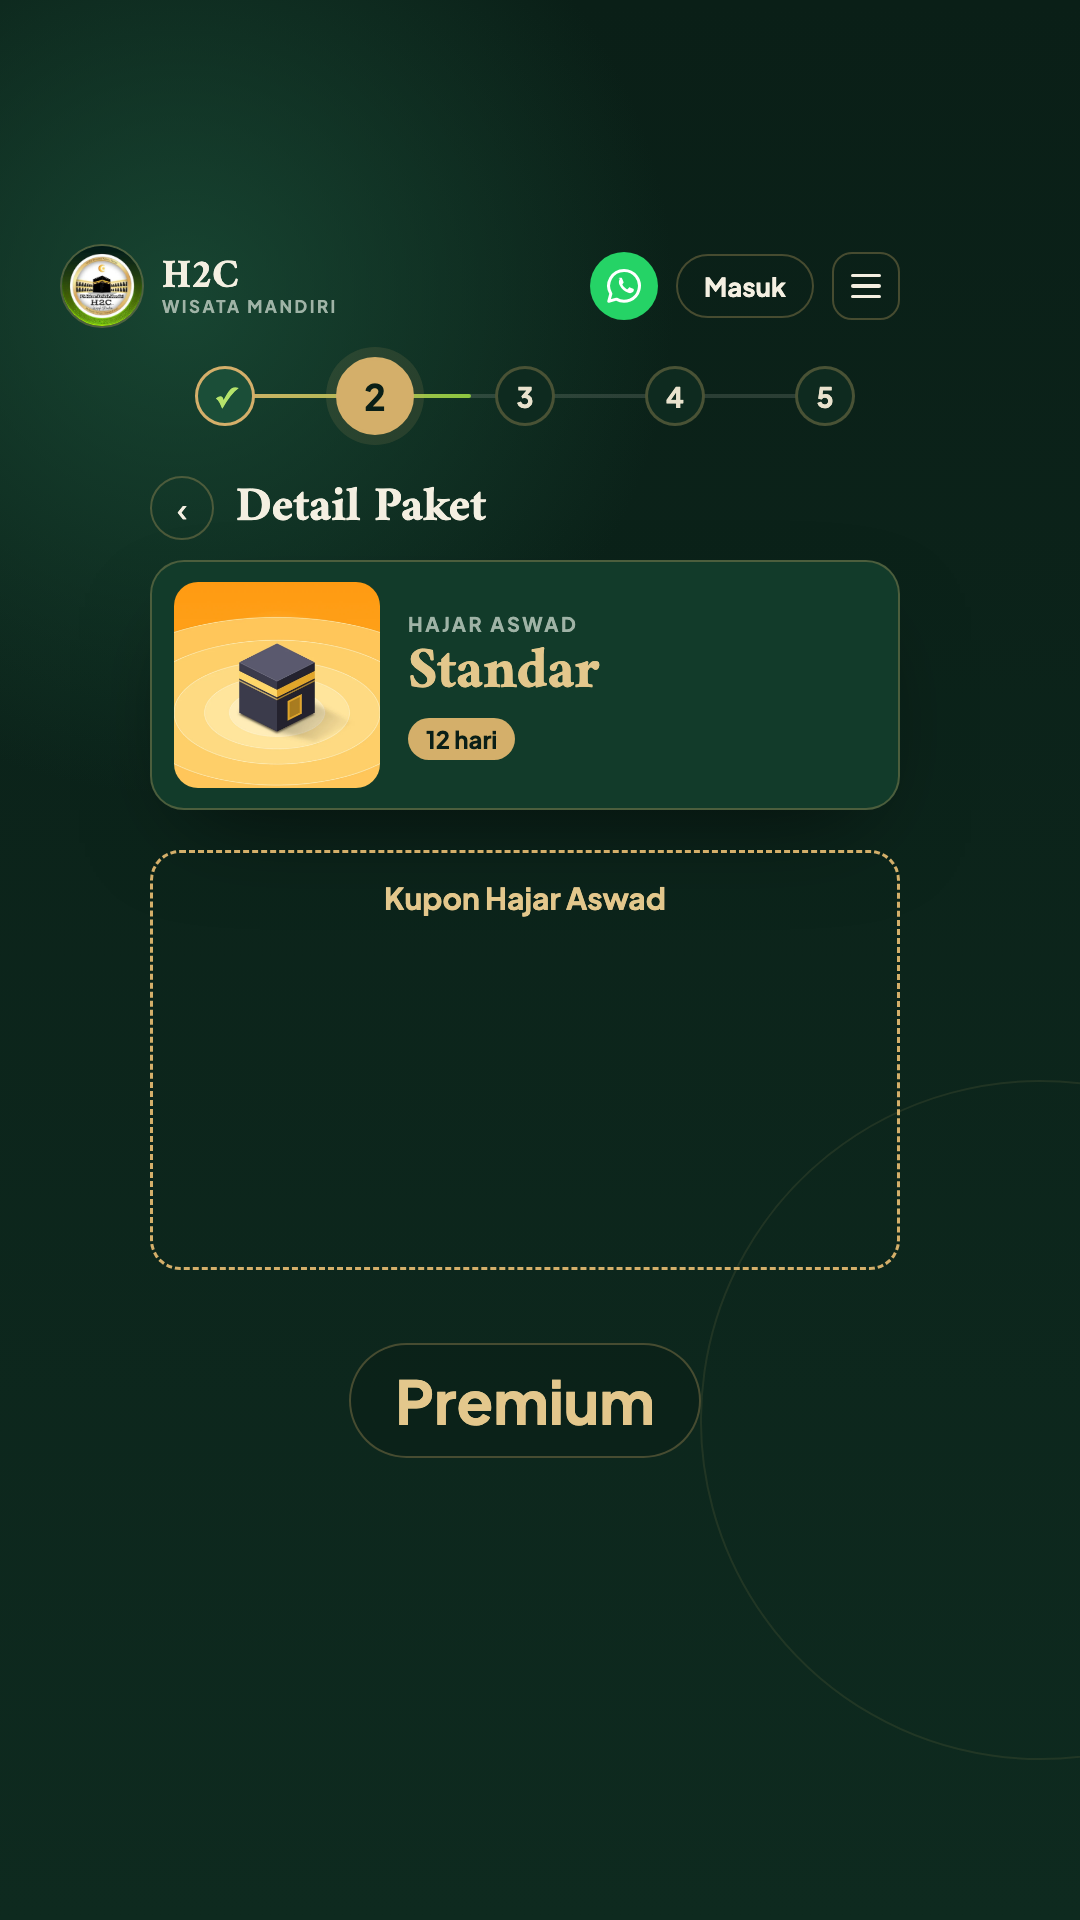 H2C
WISATA MANDIRI
Masuk
2
3
4
5
Detail Paket
HAJAR ASWAD
Standar
12 hari
Kupon Hajar Aswad
Premium